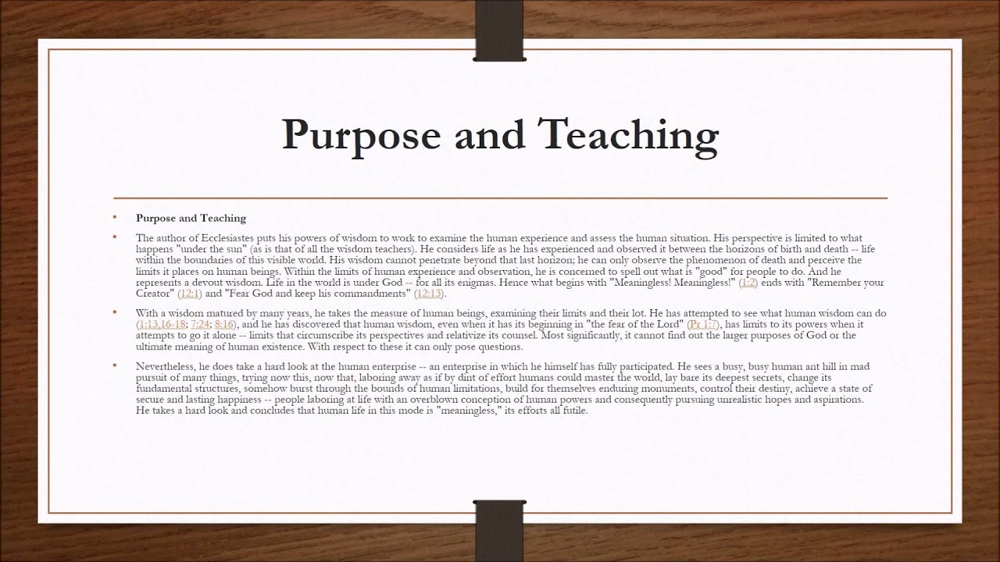 Purpose and Teaching
• Purpose and Teaching
• The author of Ecclesiastes puts his powers of wisdom to work to examine the human experience and assess the human situation. His perspective is limited to what
happens "under the sun" (as is that of all the wisdom teachers). He considers life as he has experienced and observed it between the horizons of birth and death -- life
within the boundaries of this visible world. His wisdom cannot penetrate beyond that last horizon; he can only observe the phenomenon of death and perceive the
limits it places on human beings. Within the limits of human experience and observation, he is concerned to spell out what is "good" for people to do. And he
represents a devout wisdom. Life in the world is under God -- for all its enigmas. Hence what begins with "Meaningless! Meaningless!" (1:2) ends with "Remember your
Creator" (12:1) and "Fear God and keep his commandments" (12:13).
• With a wisdom matured by many years, he takes the measure of human beings, examining their limits and their lot. He has attempted to see what human wisdom can do
(1:13,16-18; 7:24; 8:16), and he has discovered that human wisdom, even when it has its beginning in "the fear of the Lord" (Pr 1:7), has limits to its powers when it
attempts to go it alone -- limits that circumscribe its perspectives and relativize its counsel. Most significantly, it cannot find out the larger purposes of God or the
ultimate meaning of human existence. With respect to these it can only pose questions.
• Nevertheless, he does take a hard look at the human enterprise -- an enterprise in which he himself has fully participated. He sees a busy, busy human ant hill in mad
pursuit of many things, trying now this, now that, laboring away as if by dint of effort humans could master the world, lay bare its deepest secrets, change its
fundamental structures, somehow burst through the bounds of human limitations, build for themselves enduring monuments, control their destiny, achieve a state of
secure and lasting happiness -- people laboring at life with an overblown conception of human powers and consequently pursuing unrealistic hopes and aspirations.
He takes a hard look and concludes that human life in this mode is "meaningless," its efforts all futile.